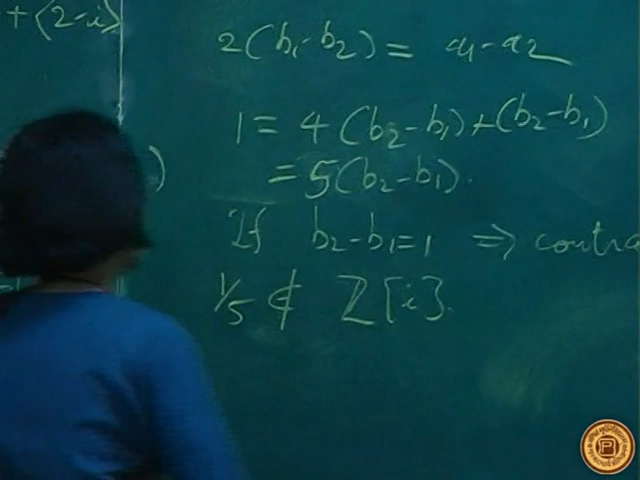 + ⟨2-i⟩
2(b₁-b₂) = a₁-a₂
1 = 4(b₂-b₁)+(b₂-b₁)
= 5(b₂-b₁).
If b₂-b₁=1 ⇒ contra
1/5 ∉ Z[i].
)